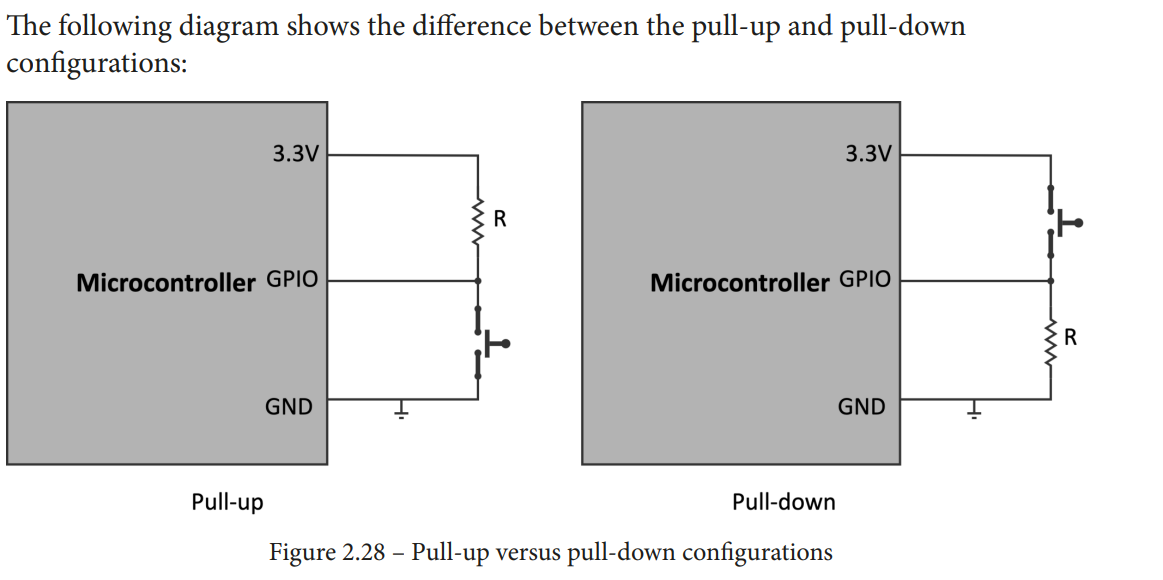 The following diagram shows the difference between the pull-up and pull-down
configurations:
3.3V
R
Microcontroller GPIO
GND
Pull-up
3.3V
Microcontroller GPIO
R
GND
Pull-down
Figure 2.28 – Pull-up versus pull-down configurations